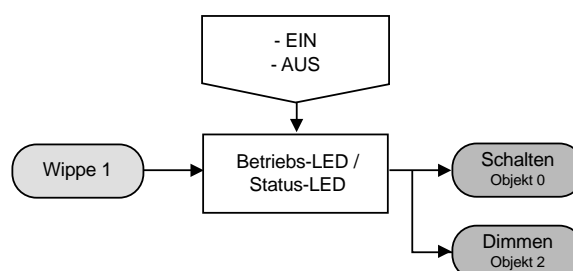 - EIN
- AUS
Wippe 1
Betriebs-LED /
Status-LED
Schalten
Objekt 0
Dimmen
Objekt 2